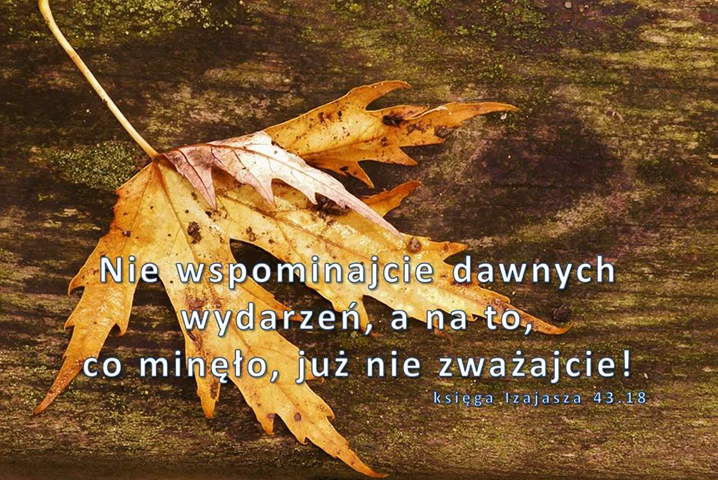 Nie wspominajcie dawnych
wydarzeń, a na to,
co minęło, już nie zważajcie!
księga Izajasza 43.18